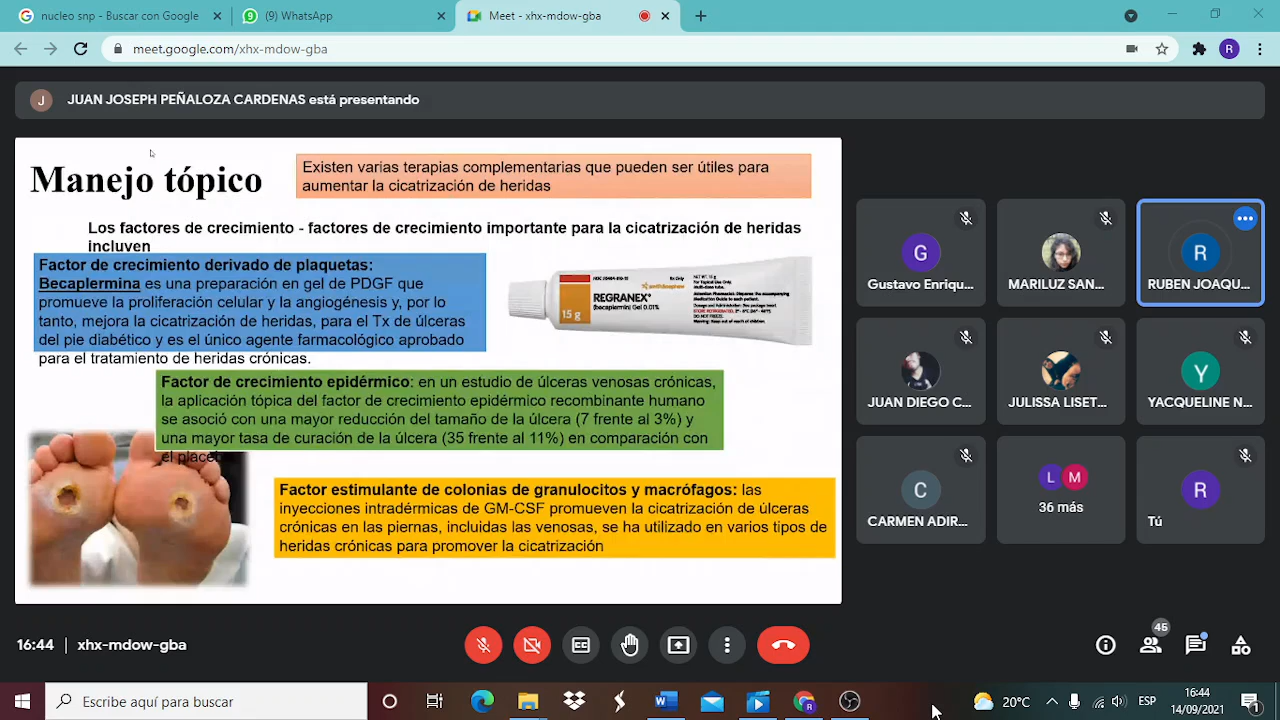 nucleo snp - Buscar con Google
(9) WhatsApp
Meet - xhx-mdow-gba
meet.google.com/xhx-mdow-gba
R
J
JUAN JOSEPH PEÑALOZA CARDENAS está presentando
Manejo tópico
Existen varias terapias complementarias que pueden ser útiles para
aumentar la cicatrización de heridas
Los factores de crecimiento - factores de crecimiento importante para la cicatrización de heridas
incluven
Factor de crecimiento derivado de plaquetas:
Becaplermina es una preparación en gel de PDGF que
promueve la proliferación celular y la angiogénesis y, por lo
tanto, mejora la cicatrización de heridas, para el Tx de úlceras
del pie diabético y es el único agente farmacológico aprobado
para el tratamiento de heridas crónicas.
Rx Only
smith&nephew
REGRANEX
(becaplermin) Gel 0.01%
15 g
Factor de crecimiento epidérmico: en un estudio de úlceras venosas crónicas,
la aplicación tópica del factor de crecimiento epidérmico recombinante humano
se asoció con una mayor reducción del tamaño de la úlcera (7 frente al 3%) y
una mayor tasa de curación de la úlcera (35 frente al 11%) en comparación con
el place
Factor estimulante de colonias de granulocitos y macrófagos: las
inyecciones intradérmicas de GM-CSF promueven la cicatrización de úlceras
crónicas en las piernas, incluidas las venosas, se ha utilizado en varios tipos de
heridas crónicas para promover la cicatrización
G
Gustavo Enriqu...
MARILUZ SAN...
R
JUAN DIEGO C...
JULISSA LISET...
Y
YACQUELINE N...
C
CARMEN ADIR...
L M
36 más
R
Tú
16:44 | xhx-mdow-gba
45
Escribe aquí para buscar
20°C
ESP
16:44
14/09/2021